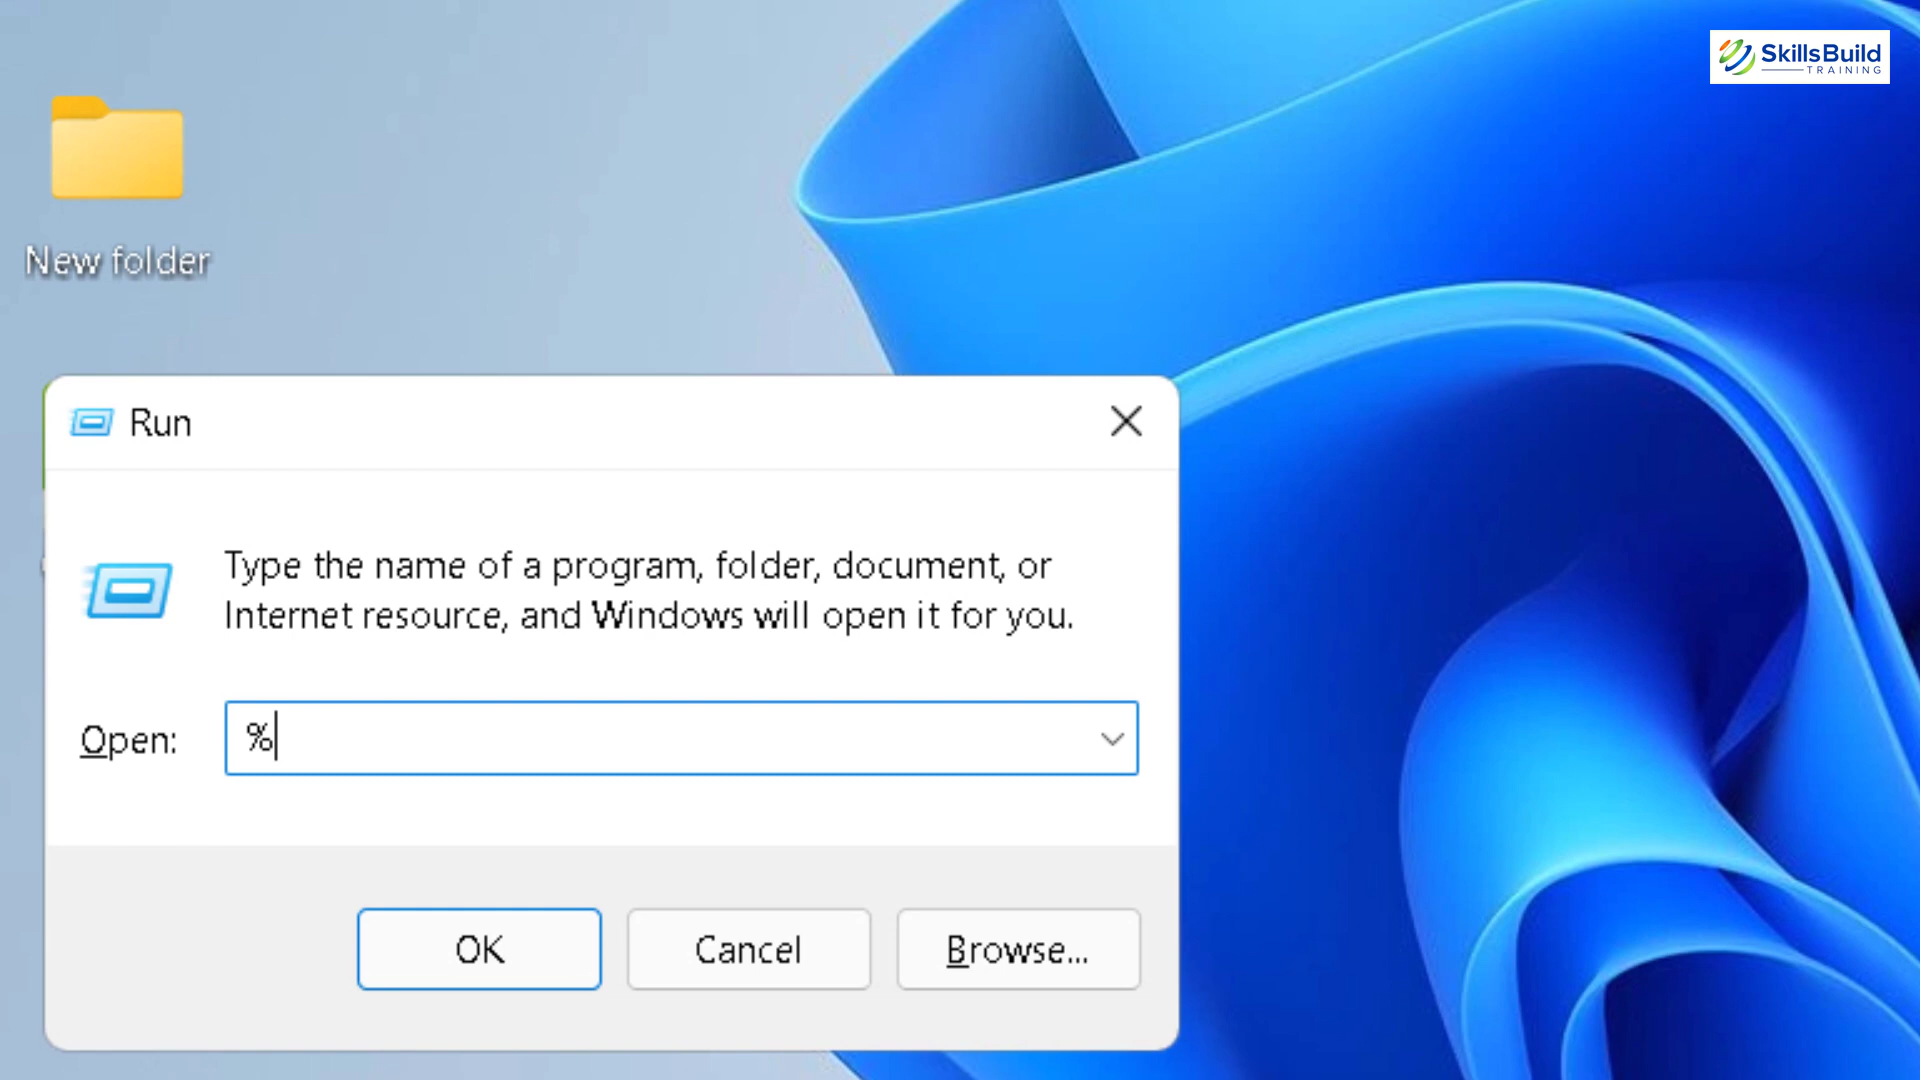 SkillsBuild
TRAINING
New folder
Run
Type the name of a program, folder, document, or
Internet resource, and Windows will open it for you.
Open:
%
OK
Cancel
Browse...